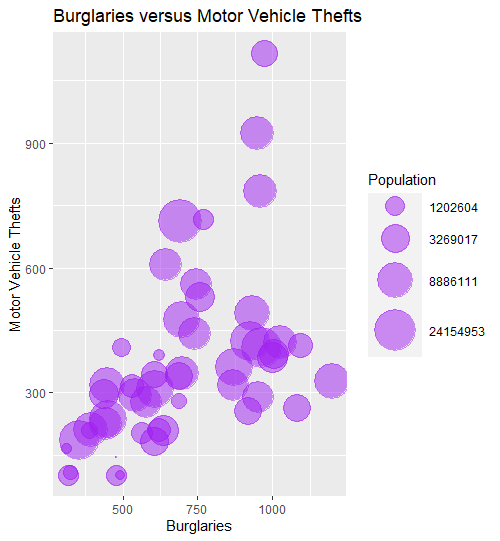 Burglaries versus Motor Vehicle Thefts
900
600
300
Motor Vehicle Thefts
500 750 1000
Burglaries
Population
1202604
3269017
8886111
24154953